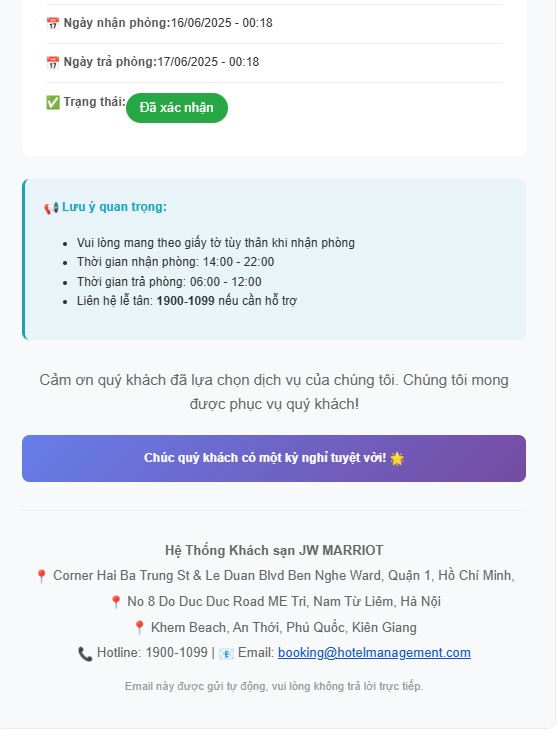 📅 Ngày nhận phòng:16/06/2025 - 00:18
📅 Ngày trả phòng:17/06/2025 - 00:18
✅ Trạng thái: Đã xác nhận
📢 Lưu ý quan trọng:
• Vui lòng mang theo giấy tờ tùy thân khi nhận phòng
• Thời gian nhận phòng: 14:00 - 22:00
• Thời gian trả phòng: 06:00 - 12:00
• Liên hệ lễ tân: 1900-1099 nếu cần hỗ trợ
Cảm ơn quý khách đã lựa chọn dịch vụ của chúng tôi. Chúng tôi mong
được phục vụ quý khách!
Chúc quý khách có một kỳ nghỉ tuyệt vời! 🌟
Hệ Thống Khách sạn JW MARRIOT
📍 Corner Hai Ba Trung St & Le Duan Blvd Ben Nghe Ward, Quận 1, Hồ Chí Minh,
📍 No 8 Do Duc Duc Road ME Tri, Nam Từ Liêm, Hà Nội
📍 Khem Beach, An Thới, Phú Quốc, Kiên Giang
📞 Hotline: 1900-1099 | 📧 Email: booking@hotelmanagement.com
Email này được gửi tự động, vui lòng không trả lời trực tiếp.